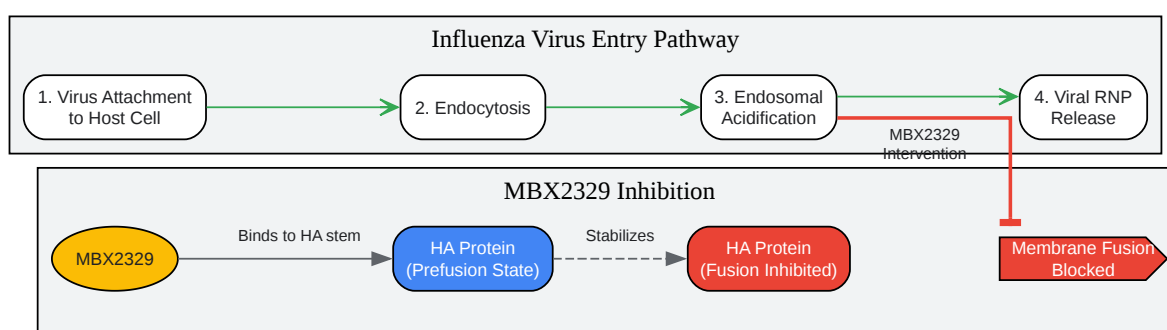 Influenza Virus Entry Pathway
1. Virus Attachment
to Host Cell
2. Endocytosis
3. Endosomal
Acidification
4. Viral RNP
Release
MBX2329
Intervention
MBX2329 Inhibition
MBX2329
Binds to HA stem
HA Protein
(Prefusion State)
Stabilizes
HA Protein
(Fusion Inhibited)
Membrane Fusion
Blocked